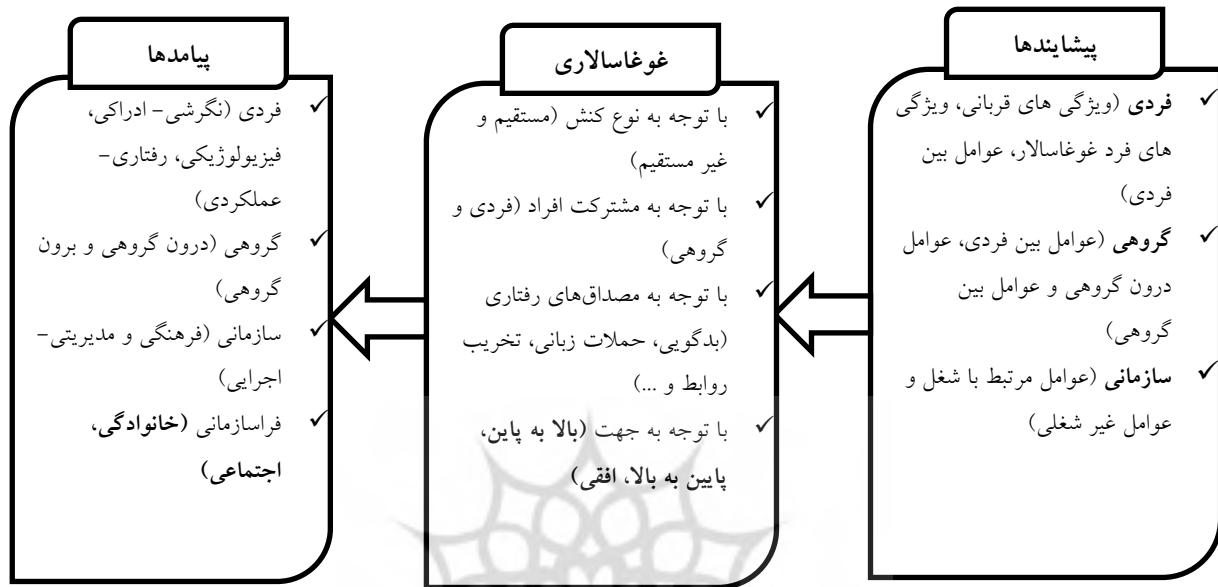 پیشایندها
✓ فردی (ویژگی های قربانی، ویژگی
های فرد غوغاسالار، عوامل بین
فردی)
✓ گروهی (عوامل بین فردی، عوامل
درون گروهی و عوامل بین
گروهی)
✓ سازمانی (عوامل مرتبط با شغل و
عوامل غیر شغلی)
غوغاسالاری
✓ با توجه به نوع کنش (مستقیم و
غیر مستقیم)
✓ با توجه به مشترکت افراد (فردی و
گروهی)
✓ با توجه به مصداق‌های رفتاری
(بدگویی، حملات زبانی، تخریب
روابط و ...)
✓ با توجه به جهت (بالا به پاین،
پایین به بالا، افقی)
پیامدها
✓ فردی (نگرشی- ادراکی،
فیزیولوژیکی، رفتاری-
عملکردی)
✓ گروهی (درون گروهی و برون
گروهی)
✓ سازمانی (فرهنگی و مدیریتی-
اجرایی)
✓ فراسازمانی (خانوادگی،
اجتماعی)